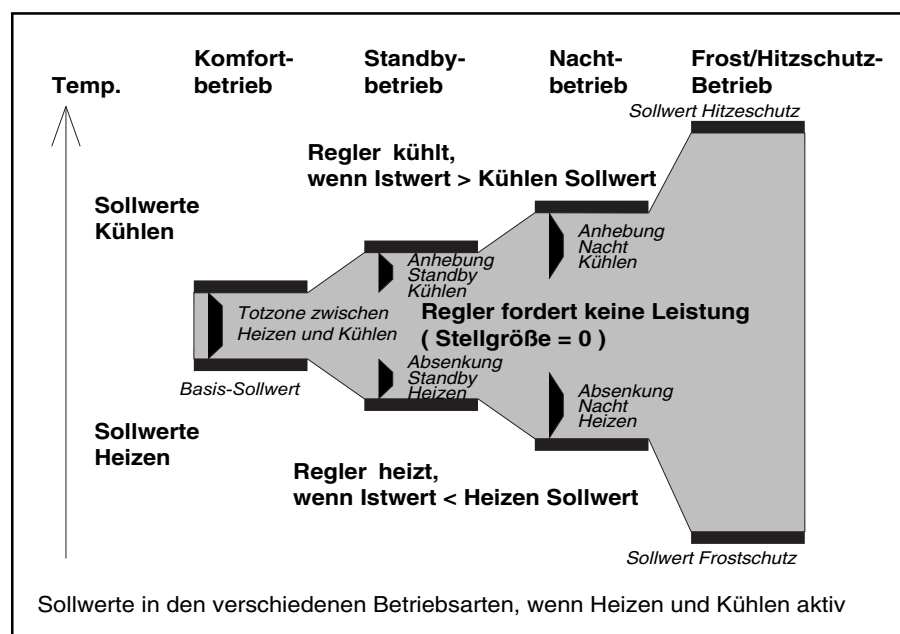 Komfort-
betrieb
Standby-
betrieb
Nacht-
betrieb
Frost/Hitzschutz-
Betrieb
Temp.
Sollwert Hitzeschutz
Regler kühlt,
wenn Istwert > Kühlen Sollwert
Sollwerte
Kühlen
Anhebung
Nacht
Kühlen
Anhebung
Standby
Kühlen
Totzone zwischen
Heizen und Kühlen
Regler fordert keine Leistung
( Stellgröße = 0 )
Absenkung
Standby
Heizen
Basis-Sollwert
Absenkung
Nacht
Heizen
Sollwerte
Heizen
Regler heizt,
wenn Istwert < Heizen Sollwert
Sollwert Frostschutz
Sollwerte in den verschiedenen Betriebsarten, wenn Heizen und Kühlen aktiv